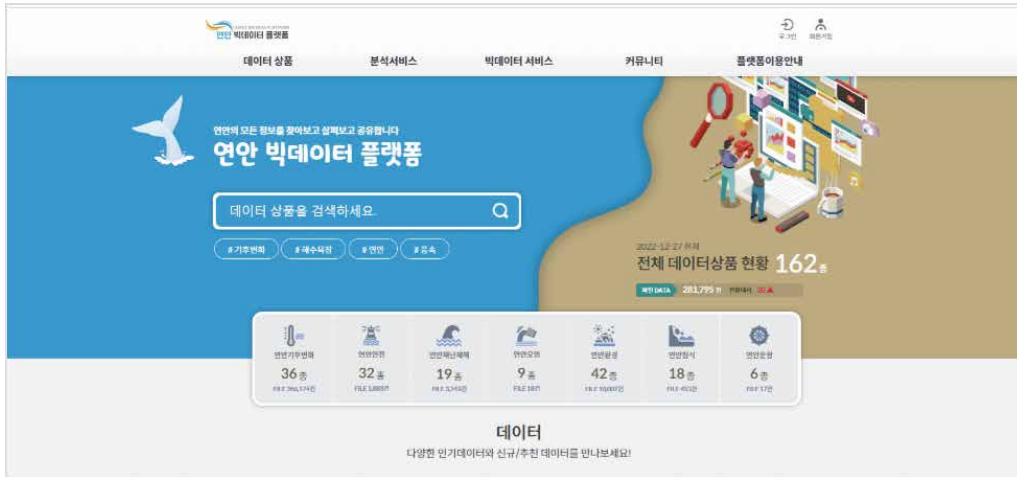 연안 빅데이터 플랫폼
로그인 회원가입
데이터 상품 분석서비스 빅데이터 서비스 커뮤니티 플랫폼이용안내
연안의 모든 정보를 찾아보고 살펴보고 공유합니다
연안 빅데이터 플랫폼
데이터 상품을 검색하세요.
#기후변화 #해수욕장 #연안 #풍속
2022-12-27 현재
전체 데이터상품 현황 162종
DATA 281,795
연안기후변화 연안안전 연안재난재해 연안오염 연안환경 연안침식 연안운항
36종 32종 19종 9종 42종 18종 6종
데이터
다양한 인기데이터와 신규/추천 데이터를 만나보세요!